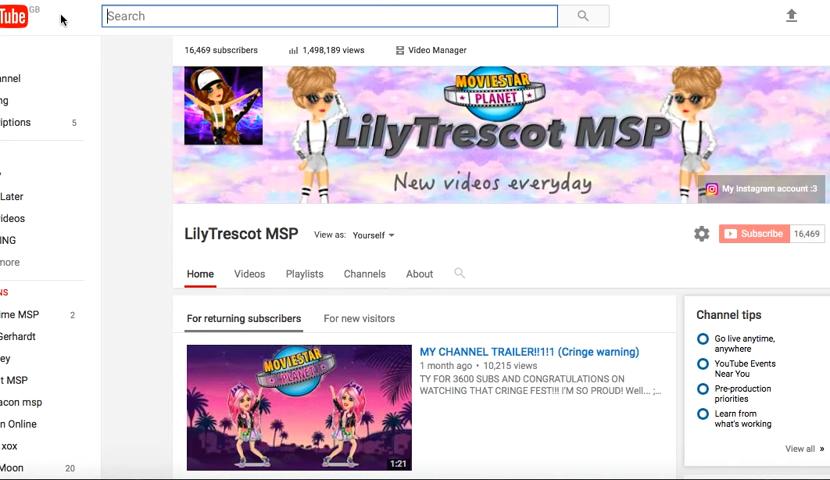 Tube GB
Search
16,469 subscribers 1,498,189 views Video Manager
MOVIESTAR
PLANET
LilyTrescot MSP
New videos everyday
My Instagram account :3
LilyTrescot MSP View as: Yourself
Subscribe 16,469
Home Videos Playlists Channels About
For returning subscribers For new visitors
MOVIESTAR
PLANET
1:21
MY CHANNEL TRAILER!!1!1 (Cringe warning)
1 month ago • 10,215 views
TY FOR 3600 SUBS AND CONGRATULATIONS ON
WATCHING THAT CRINGE FEST!!! I'M SO PROUD! Well... ;...
Channel tips
Go live anytime,
anywhere
YouTube Events
Near You
Pre-production
priorities
Learn from
what's working
View all »
annel
ng
iptions 5
Later
ideos
ING
more
NS
ime MSP 2
Gerhardt
ey
t MSP
acon msp
n Online
xox
Moon 20